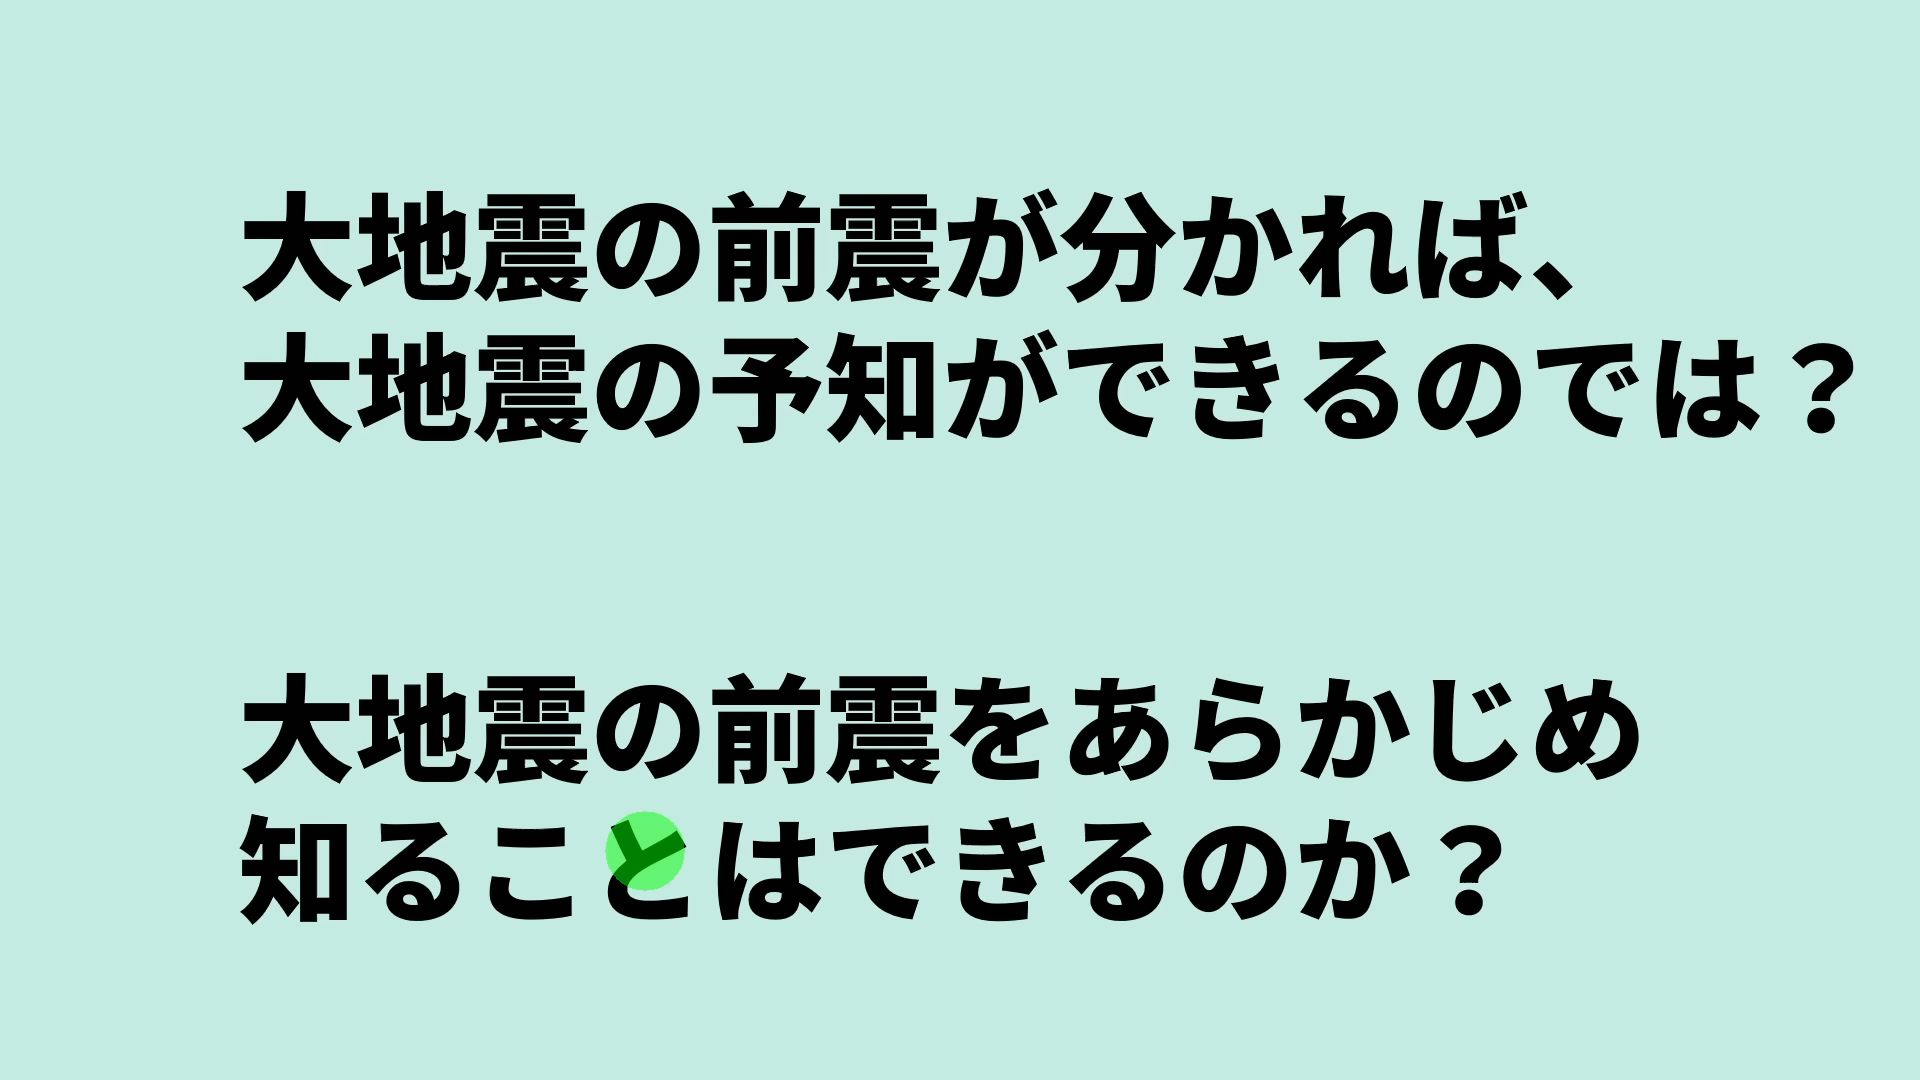 大地震の前震が分かれば、
大地震の予知ができるのでは？
大地震の前震をあらかじめ
知ることはできるのか？